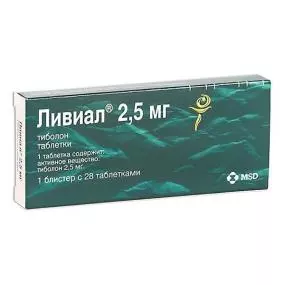 Ливиал® 2,5 мг
тиболон
таблетки
1 таблетка содержит:
активное вещество:
тиболон 2,5 мг.
1 блистер с 28 таблетками
MSD
Ливиал® 2,5 мг